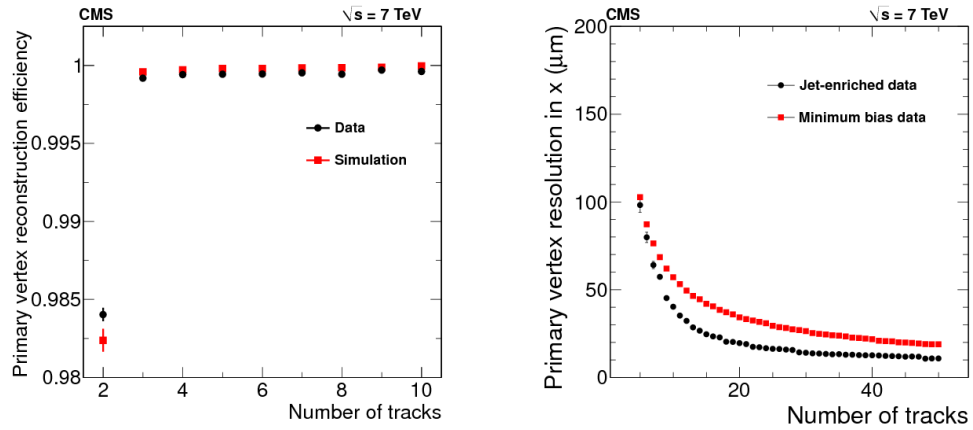 CMS √s = 7 TeV
Primary vertex reconstruction efficiency
1
0.995
0.99
0.985
0.98
Data
Simulation
2 4 6 8 10
Number of tracks
CMS √s = 7 TeV
Primary vertex resolution in x (μm)
200
150
100
50
0
Jet-enriched data
Minimum bias data
0 20 40
Number of tracks